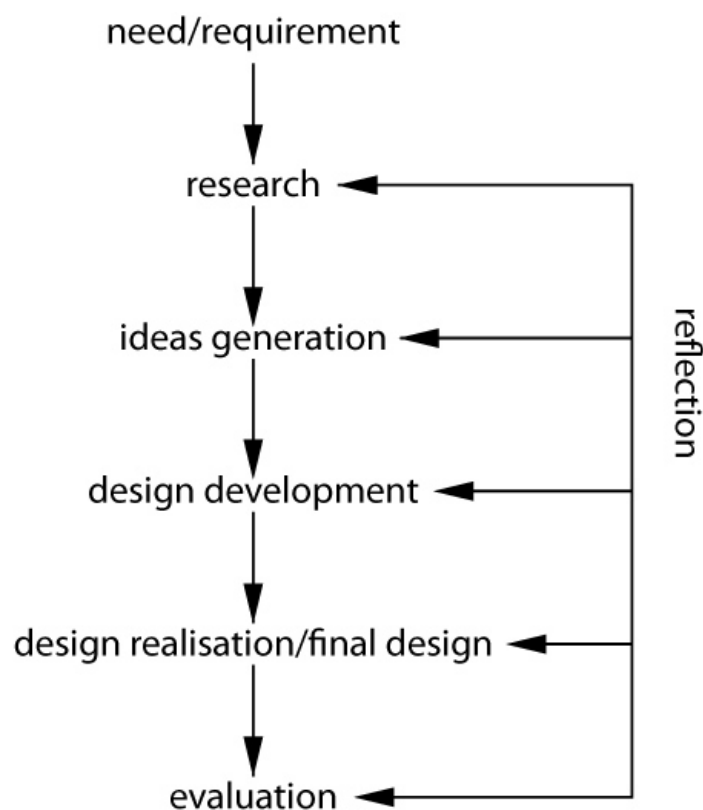 need/requirement
research
ideas generation
reflection
design development
design realisation/final design
evaluation